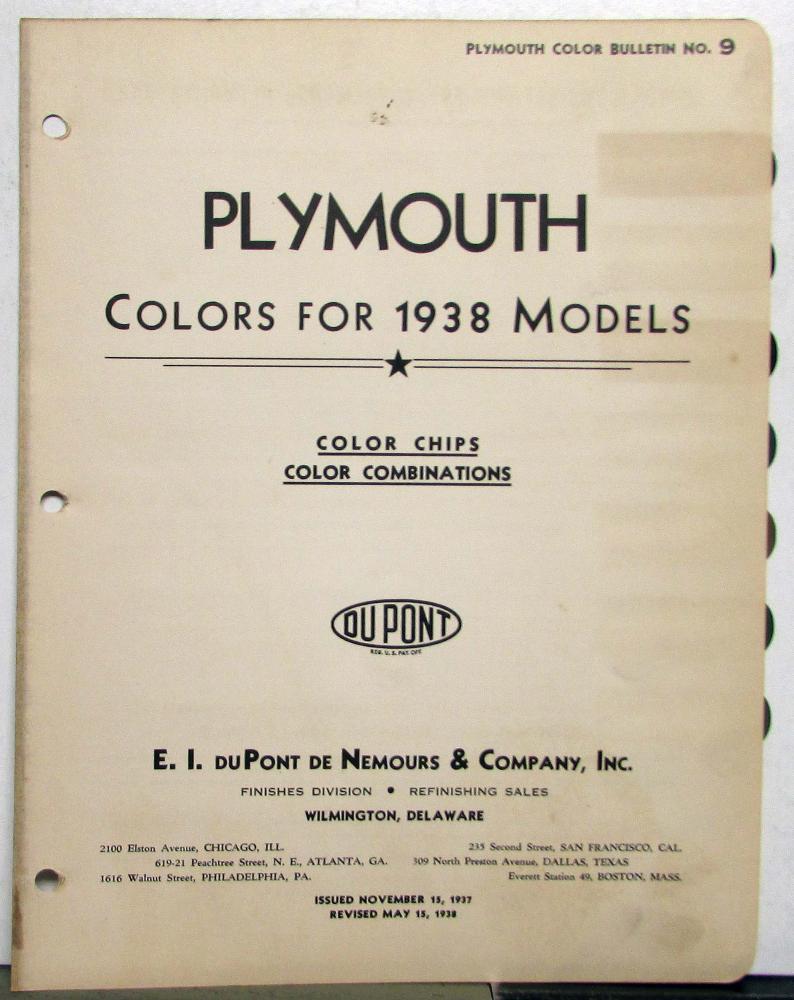 PLYMOUTH COLOR BULLETIN NO. 9
PLYMOUTH
COLORS FOR 1938 MODELS
COLOR CHIPS
COLOR COMBINATIONS
DU PONT
REG. U. S. PAT. OFF.
E. I. DU PONT DE NEMOURS & COMPANY, INC.
FINISHES DIVISION • REFINISHING SALES
WILMINGTON, DELAWARE
2100 Elston Avenue, CHICAGO, ILL. 235 Second Street, SAN FRANCISCO, CAL.
619-21 Peachtree Street, N. E., ATLANTA, GA. 309 North Preston Avenue, DALLAS, TEXAS
1616 Walnut Street, PHILADELPHIA, PA. Everett Station 49, BOSTON, MASS.
ISSUED NOVEMBER 15, 1937
REVISED MAY 15, 1938